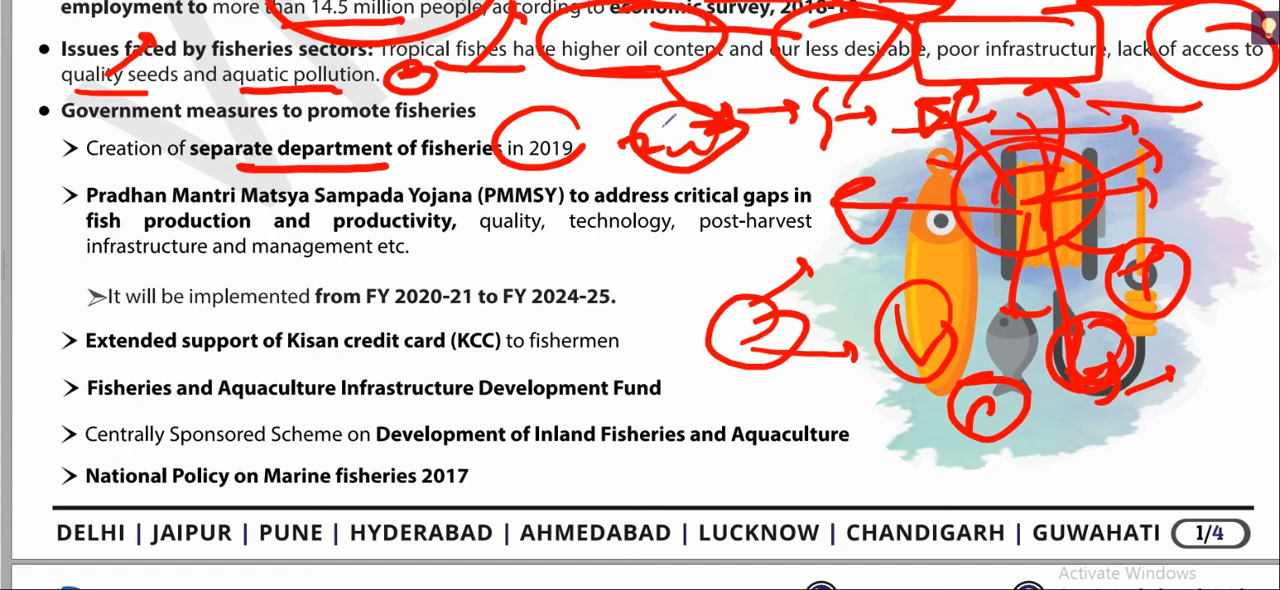 employment to more than 14.5 million people, according to economic survey, 2018-19
● Issues faced by fisheries sectors: Tropical fishes have higher oil content and our less desirable, poor infrastructure, lack of access to
quality seeds and aquatic pollution.
● Government measures to promote fisheries
➢ Creation of separate department of fisheries in 2019
➢ Pradhan Mantri Matsya Sampada Yojana (PMMSY) to address critical gaps in
fish production and productivity, quality, technology, post-harvest
infrastructure and management etc.
➢It will be implemented from FY 2020-21 to FY 2024-25.
➢ Extended support of Kisan credit card (KCC) to fishermen
➢ Fisheries and Aquaculture Infrastructure Development Fund
➢ Centrally Sponsored Scheme on Development of Inland Fisheries and Aquaculture
➢ National Policy on Marine fisheries 2017
DELHI | JAIPUR | PUNE | HYDERABAD | AHMEDABAD | LUCKNOW | CHANDIGARH | GUWAHATI 1/4
Activate Windows